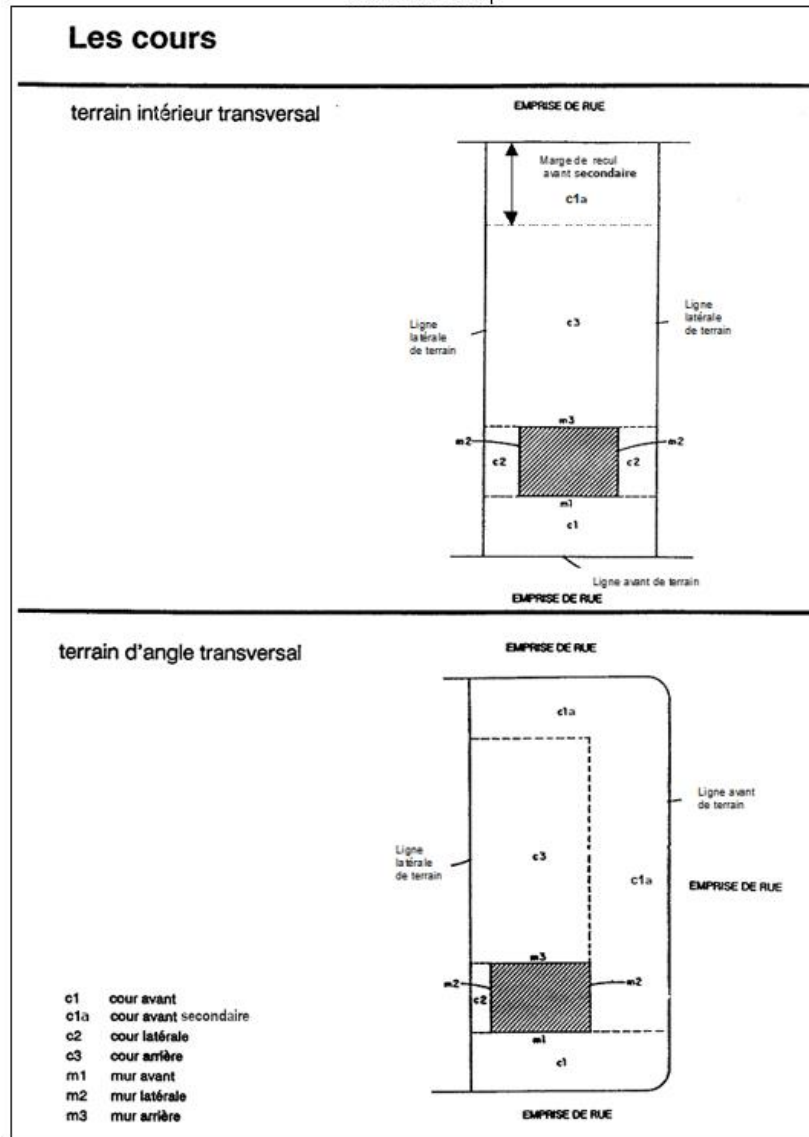 Les cours
terrain intérieur transversal
EMPRISE DE RUE
Marge de recul
avant secondaire
c1a
Ligne
latérale
de terrain
c3
Ligne
latérale
de terrain
m3
m2
m2
c2
c2
m1
c1
Ligne avant de terrain
EMPRISE DE RUE
terrain d'angle transversal
EMPRISE DE RUE
c1a
Ligne avant
de terrain
Ligne
latérale
de terrain
c3
c1a
EMPRISE DE RUE
m3
m2
m2
c2
m1
c1
EMPRISE DE RUE
c1 cour avant
c1a cour avant secondaire
c2 cour latérale
c3 cour arrière
m1 mur avant
m2 mur latérale
m3 mur arrière